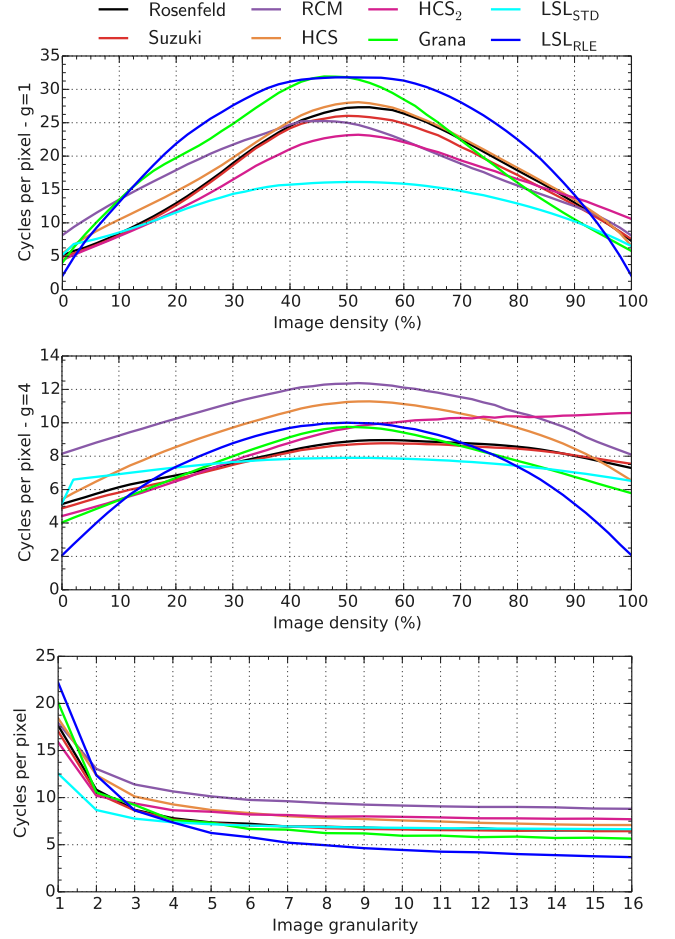 Rosenfeld RCM HCS2 LSLSTD
Suzuki HCS Grana LSLRLE
Cycles per pixel - g=1
35
30
25
20
15
10
5
0
0 10 20 30 40 50 60 70 80 90 100
Image density (%)
Cycles per pixel - g=4
14
12
10
8
6
4
2
0
0 10 20 30 40 50 60 70 80 90 100
Image density (%)
Cycles per pixel
25
20
15
10
5
0
1 2 3 4 5 6 7 8 9 10 11 12 13 14 15 16
Image granularity